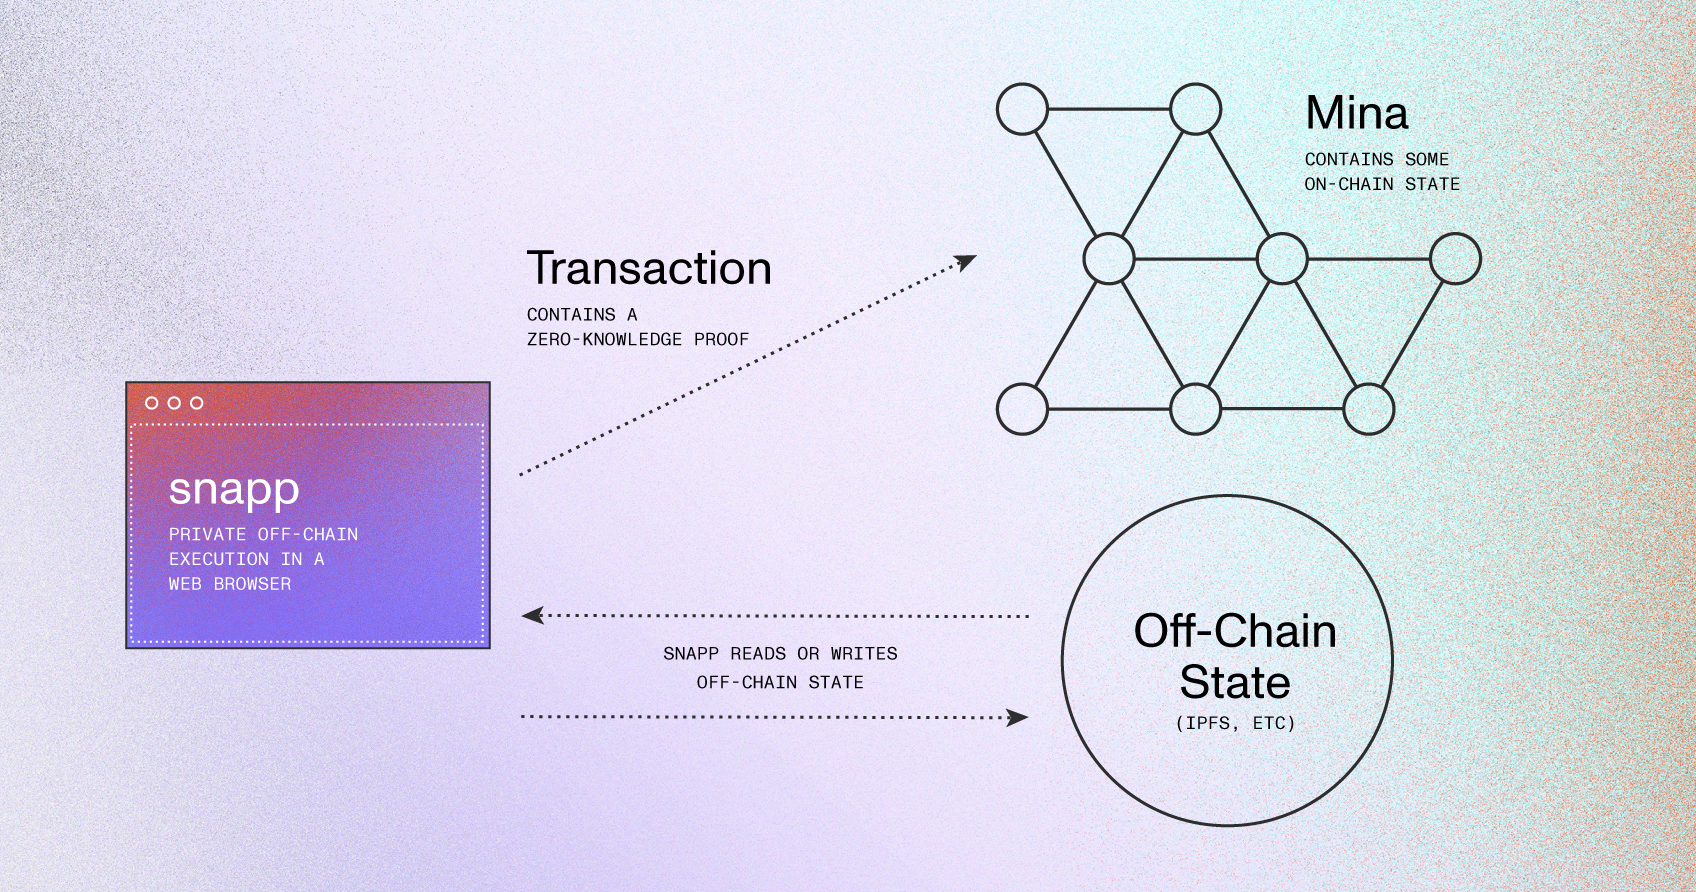 Mina
CONTAINS SOME
ON-CHAIN STATE
Transaction
CONTAINS A
ZERO-KNOWLEDGE PROOF
snapp
PRIVATE OFF-CHAIN
EXECUTION IN A
WEB BROWSER
SNAPP READS OR WRITES
OFF-CHAIN STATE
Off-Chain
State
(IPFS, ETC)